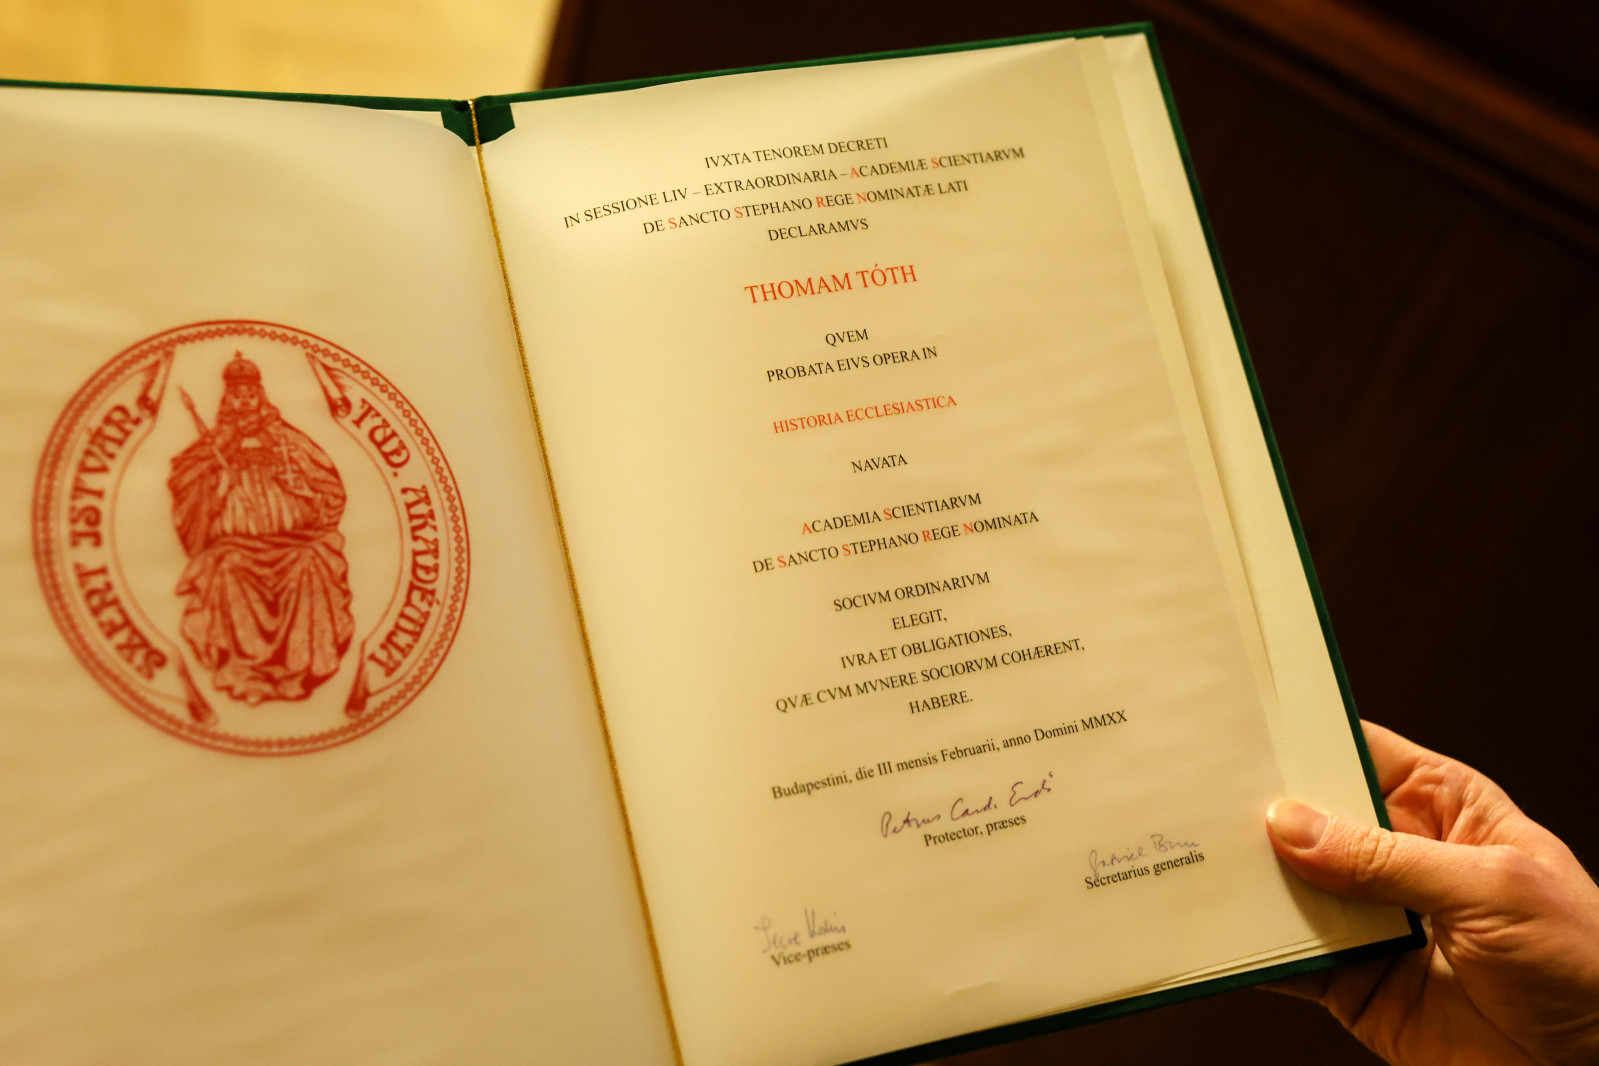 SZENT ISTVÁN TUD. AKADÉMIA
IVXTA TENOREM DECRETI
IN SESSIONE LIV – EXTRAORDINARIA – ACADEMIÆ SCIENTIARVM
DE SANCTO STEPHANO REGE NOMINATÆ LATI
DECLARAMVS
THOMAM TÓTH
QVEM
PROBATA EIVS OPERA IN
HISTORIA ECCLESIASTICA
NAVATA
ACADEMIA SCIENTIARVM
DE SANCTO STEPHANO REGE NOMINATA
SOCIVM ORDINARIVM
ELEGIT,
IVRA ET OBLIGATIONES,
QVÆ CVM MVNERE SOCIORVM COHÆRENT,
HABERE.
Budapestini, die III mensis Februarii, anno Domini MMXX
Petrus Card. Erdő
Protector, præses
Secretarius generalis
Vice-præses